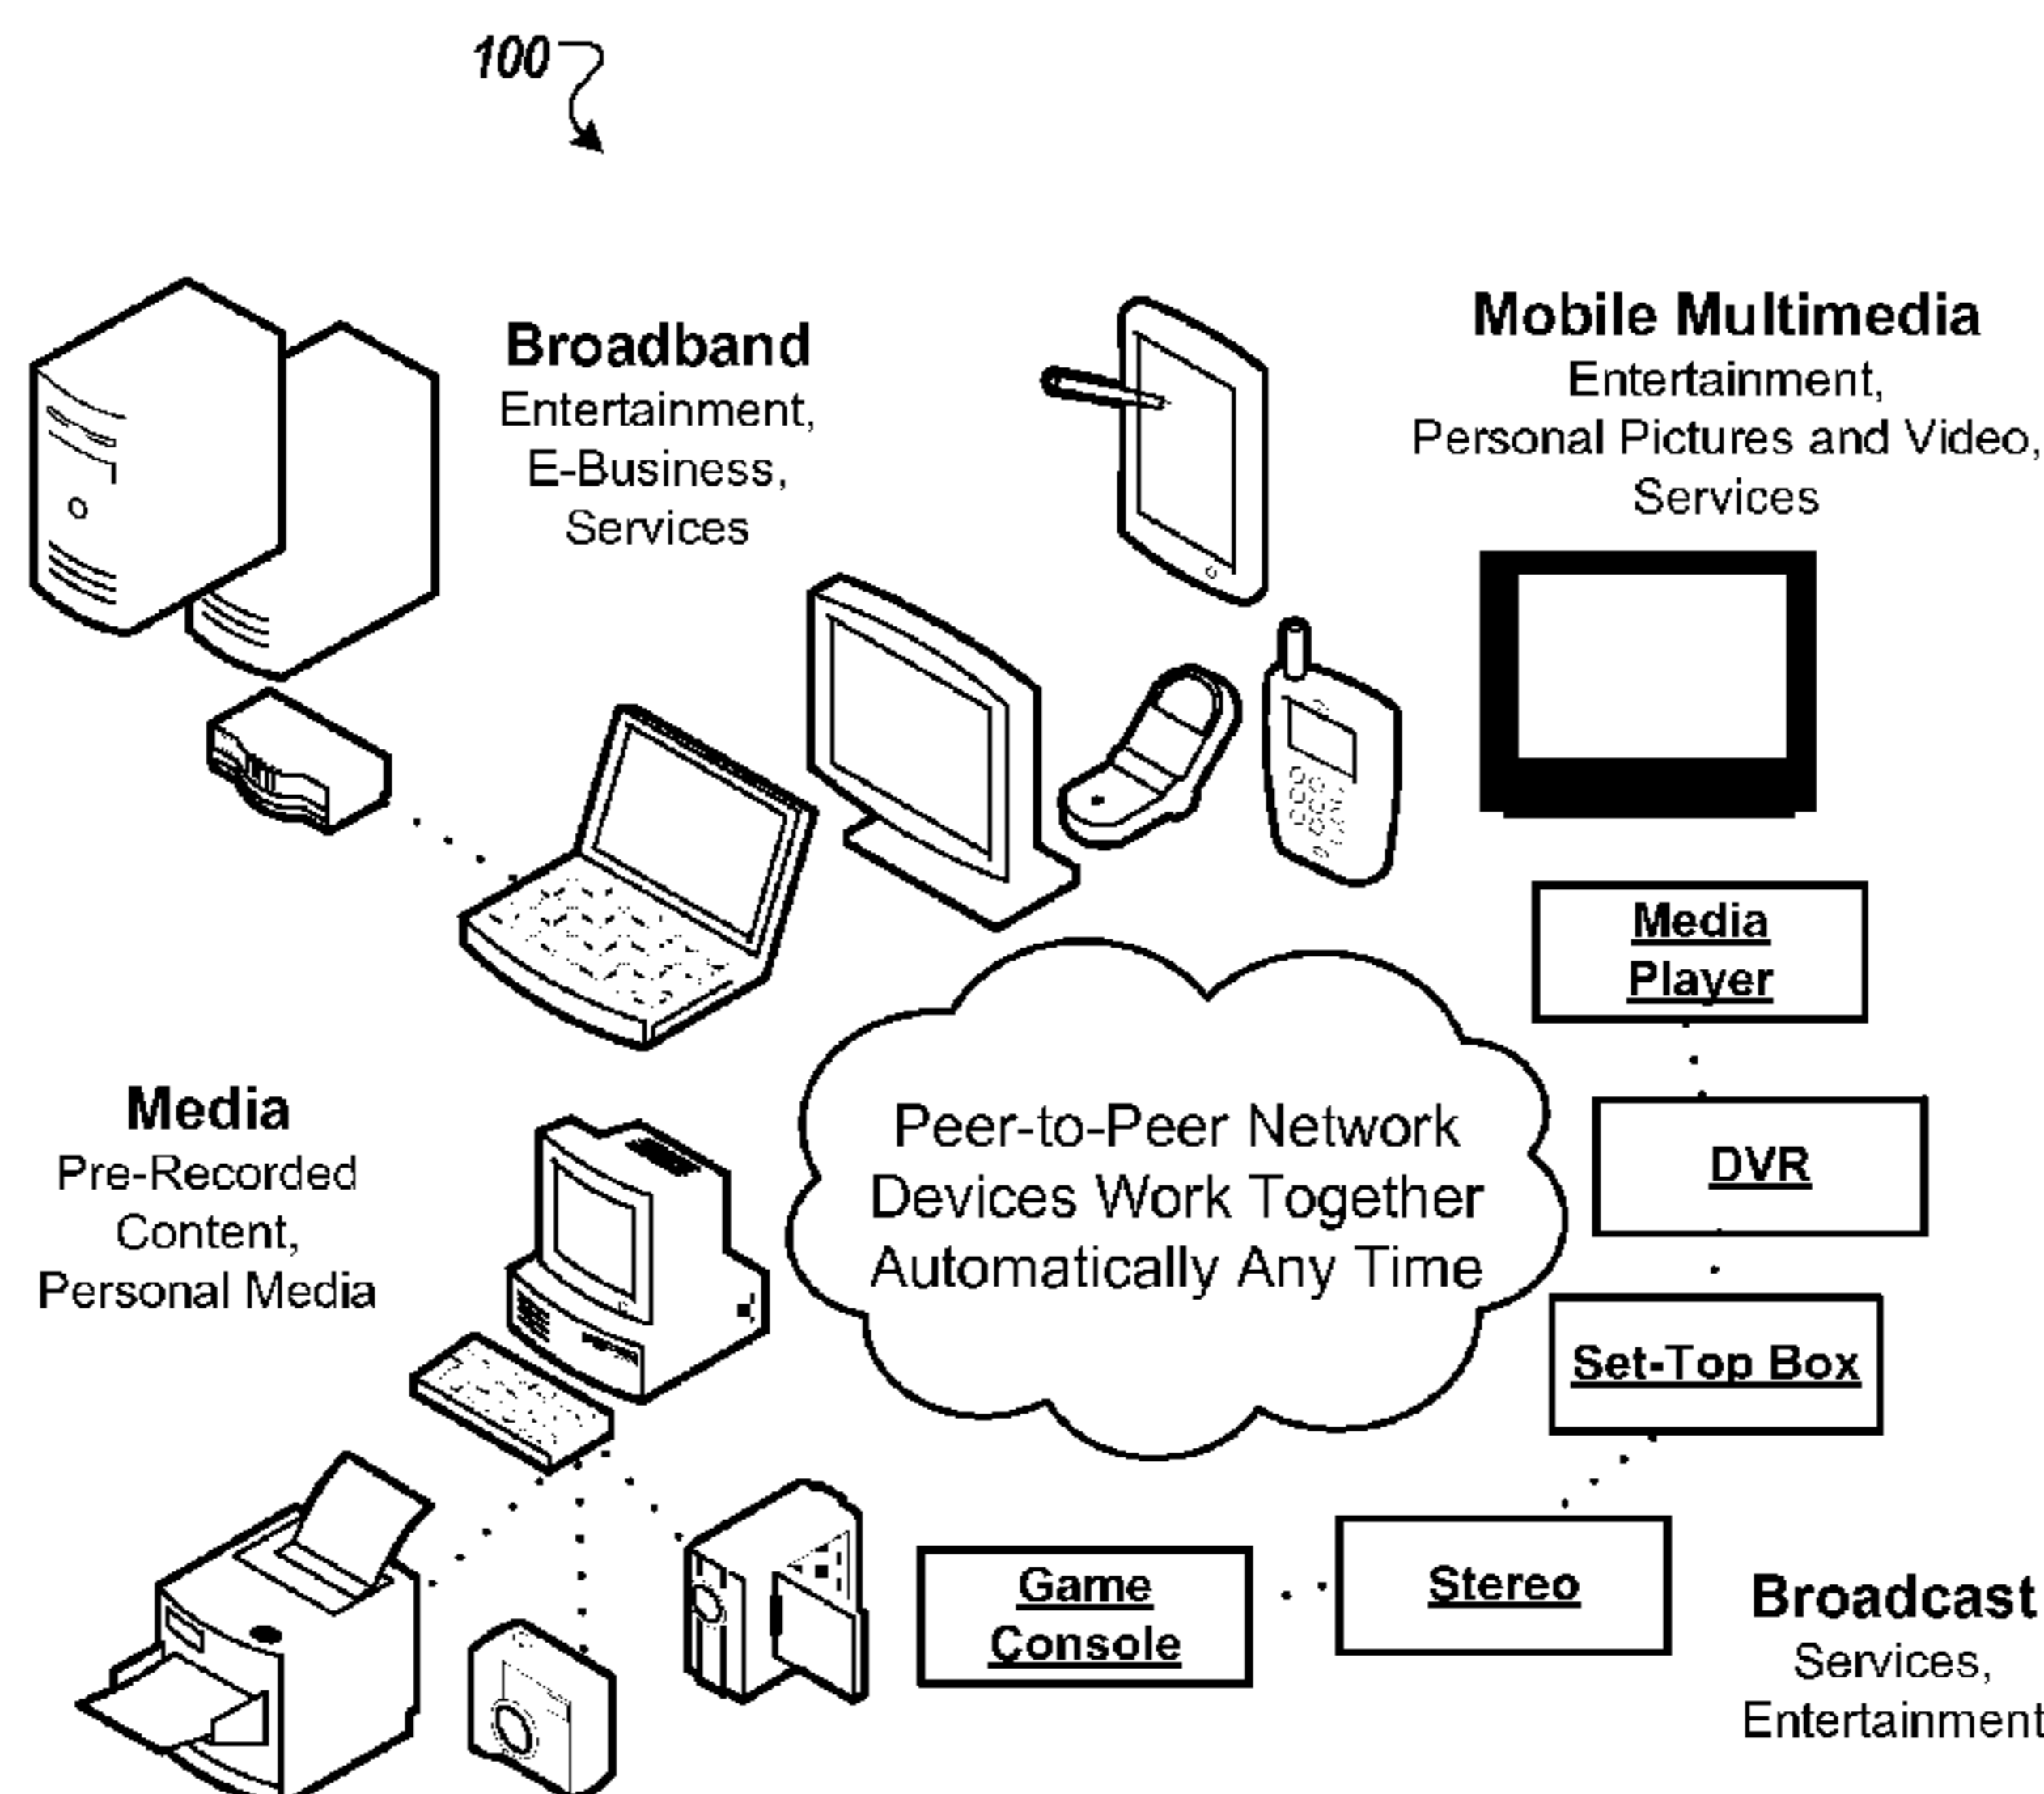 100
Broadband
Entertainment,
E-Business,
Services
Mobile Multimedia
Entertainment,
Personal Pictures and Video,
Services
Media
Player
DVR
Set-Top Box
Stereo
Game
Console
Peer-to-Peer Network
Devices Work Together
Automatically Any Time
Media
Pre-Recorded
Content,
Personal Media
Broadcast
Services,
Entertainment